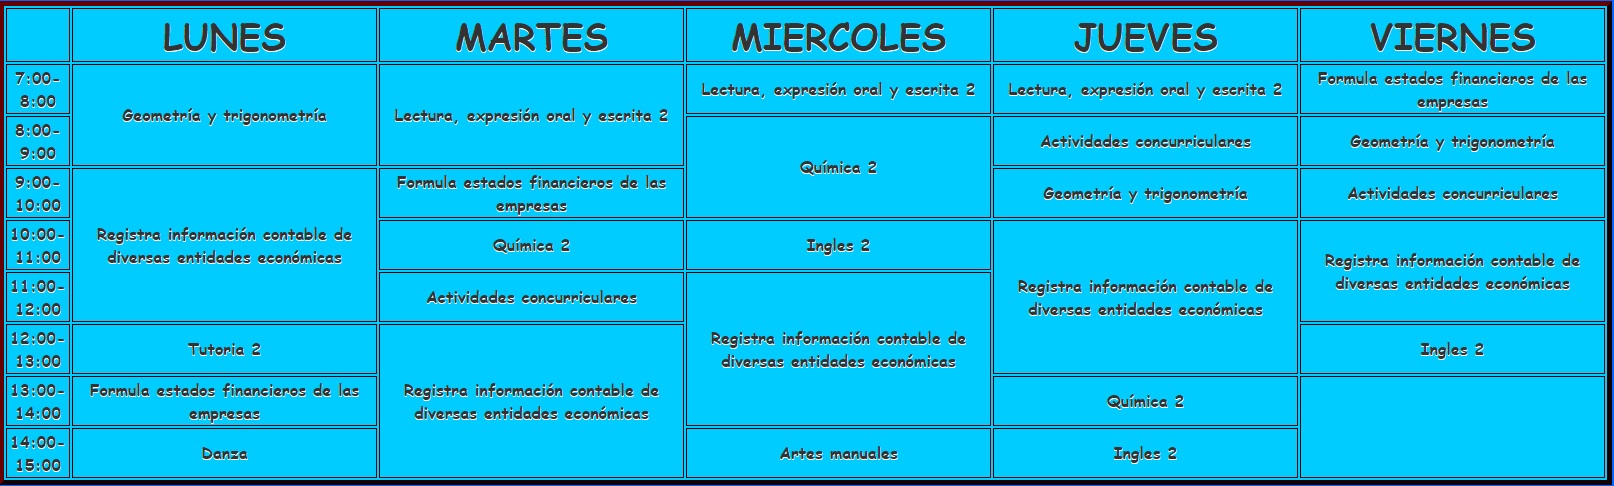 LUNES MARTES MIERCOLES JUEVES VIERNES
7:00-
8:00
Geometría y trigonometría
Lectura, expresión oral y escrita 2
Lectura, expresión oral y escrita 2
Lectura, expresión oral y escrita 2
Formula estados financieros de las
empresas
8:00-
9:00
Química 2
Actividades concurriculares
Geometría y trigonometría
9:00-
10:00
Registra información contable de
diversas entidades económicas
Formula estados financieros de las
empresas
Geometría y trigonometría
Actividades concurriculares
10:00-
11:00
Química 2
Ingles 2
Registra información contable de
diversas entidades económicas
Registra información contable de
diversas entidades económicas
11:00-
12:00
Actividades concurriculares
Registra información contable de
diversas entidades económicas
12:00-
13:00
Tutoria 2
Registra información contable de
diversas entidades económicas
Ingles 2
13:00-
14:00
Formula estados financieros de las
empresas
Química 2
14:00-
15:00
Danza
Artes manuales
Ingles 2